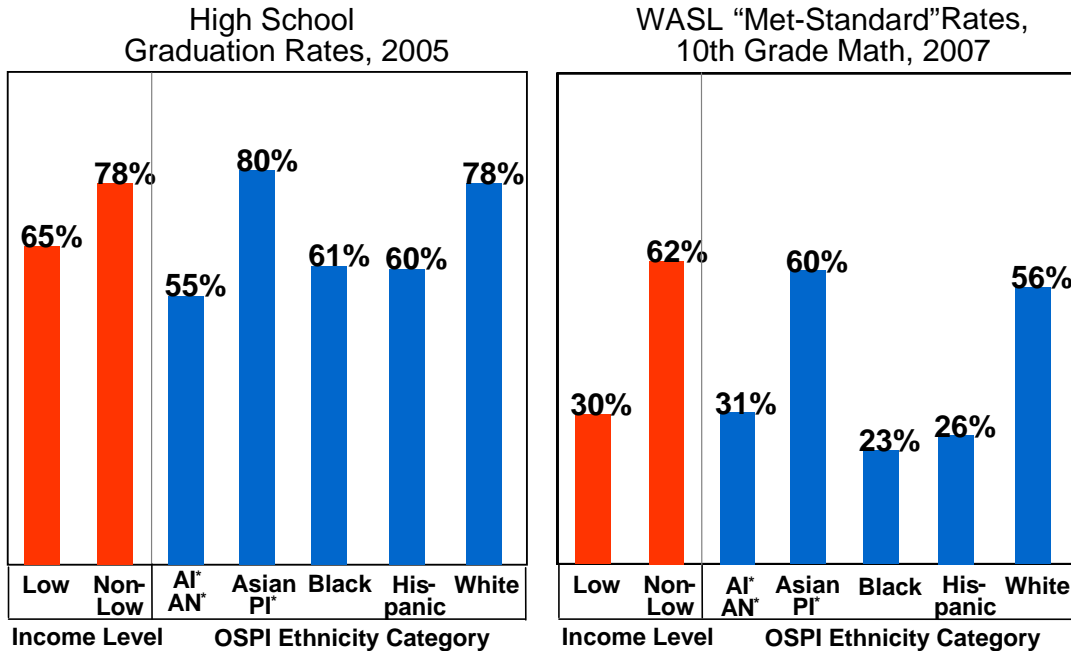 High School
Graduation Rates, 2005
65%
78%
55%
80%
61%
60%
78%
Low
Non-
Low
AI*
AN*
Asian
PI*
Black
His-
panic
White
Income Level
OSPI Ethnicity Category
WASL “Met-Standard”Rates,
10th Grade Math, 2007
30%
62%
31%
60%
23%
26%
56%
Low
Non-
Low
AI*
AN*
Asian
PI*
Black
His-
panic
White
Income Level
OSPI Ethnicity Category